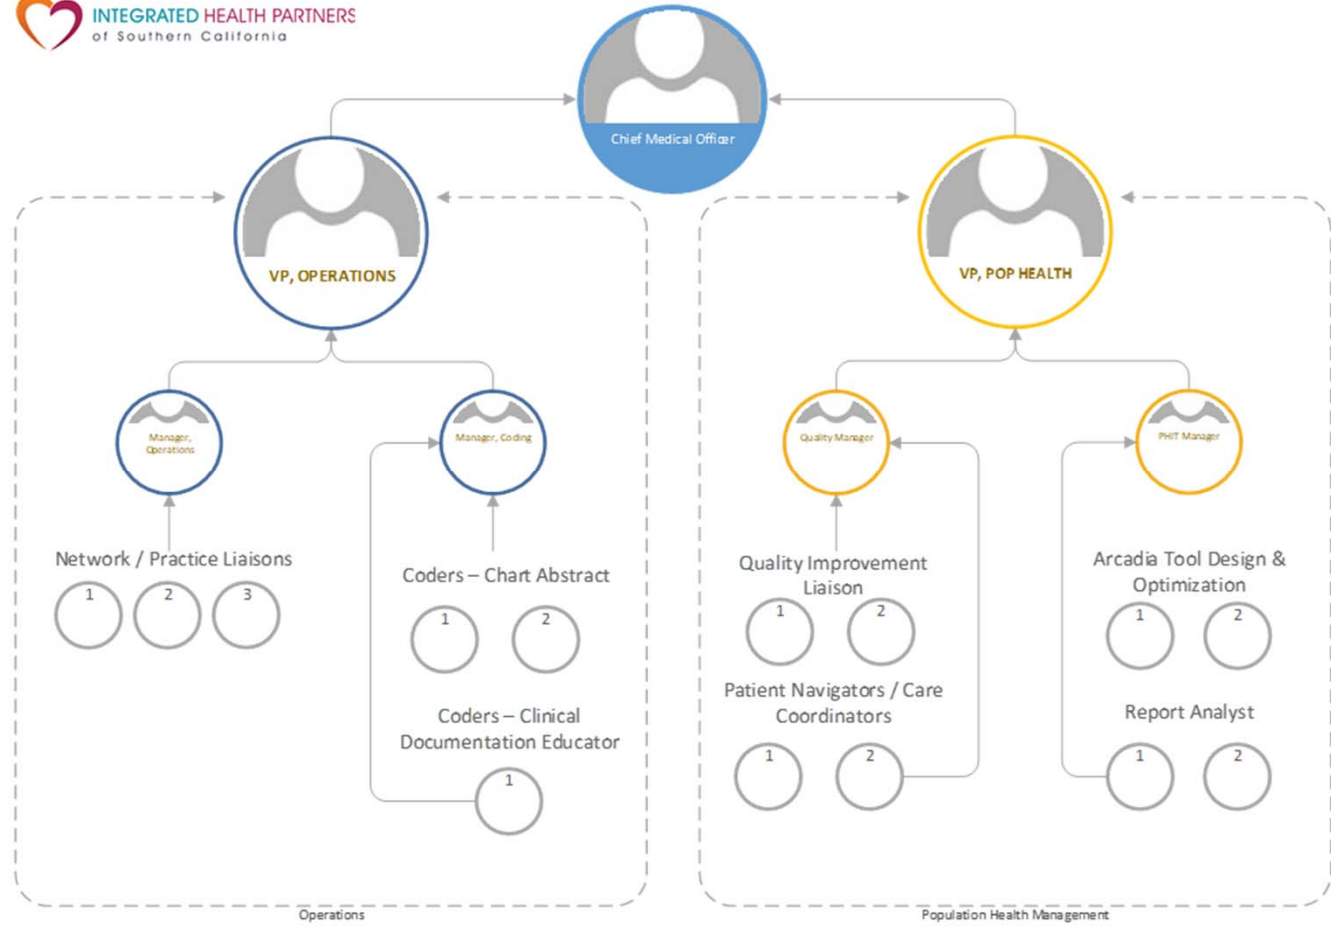 INTEGRATED HEALTH PARTNERS
of Southern California
Chief Medical Officer
VP, OPERATIONS
VP, POP HEALTH
Manager,
Operations
Manager, Coding
Quality Manager
PHIT Manager
Network / Practice Liaisons
1 2 3
Coders – Chart Abstract
1 2
Coders – Clinical
Documentation Educator
1
Quality Improvement
Liaison
1 2
Patient Navigators / Care
Coordinators
1 2
Arcadia Tool Design &
Optimization
1 2
Report Analyst
1 2
Operations
Population Health Management